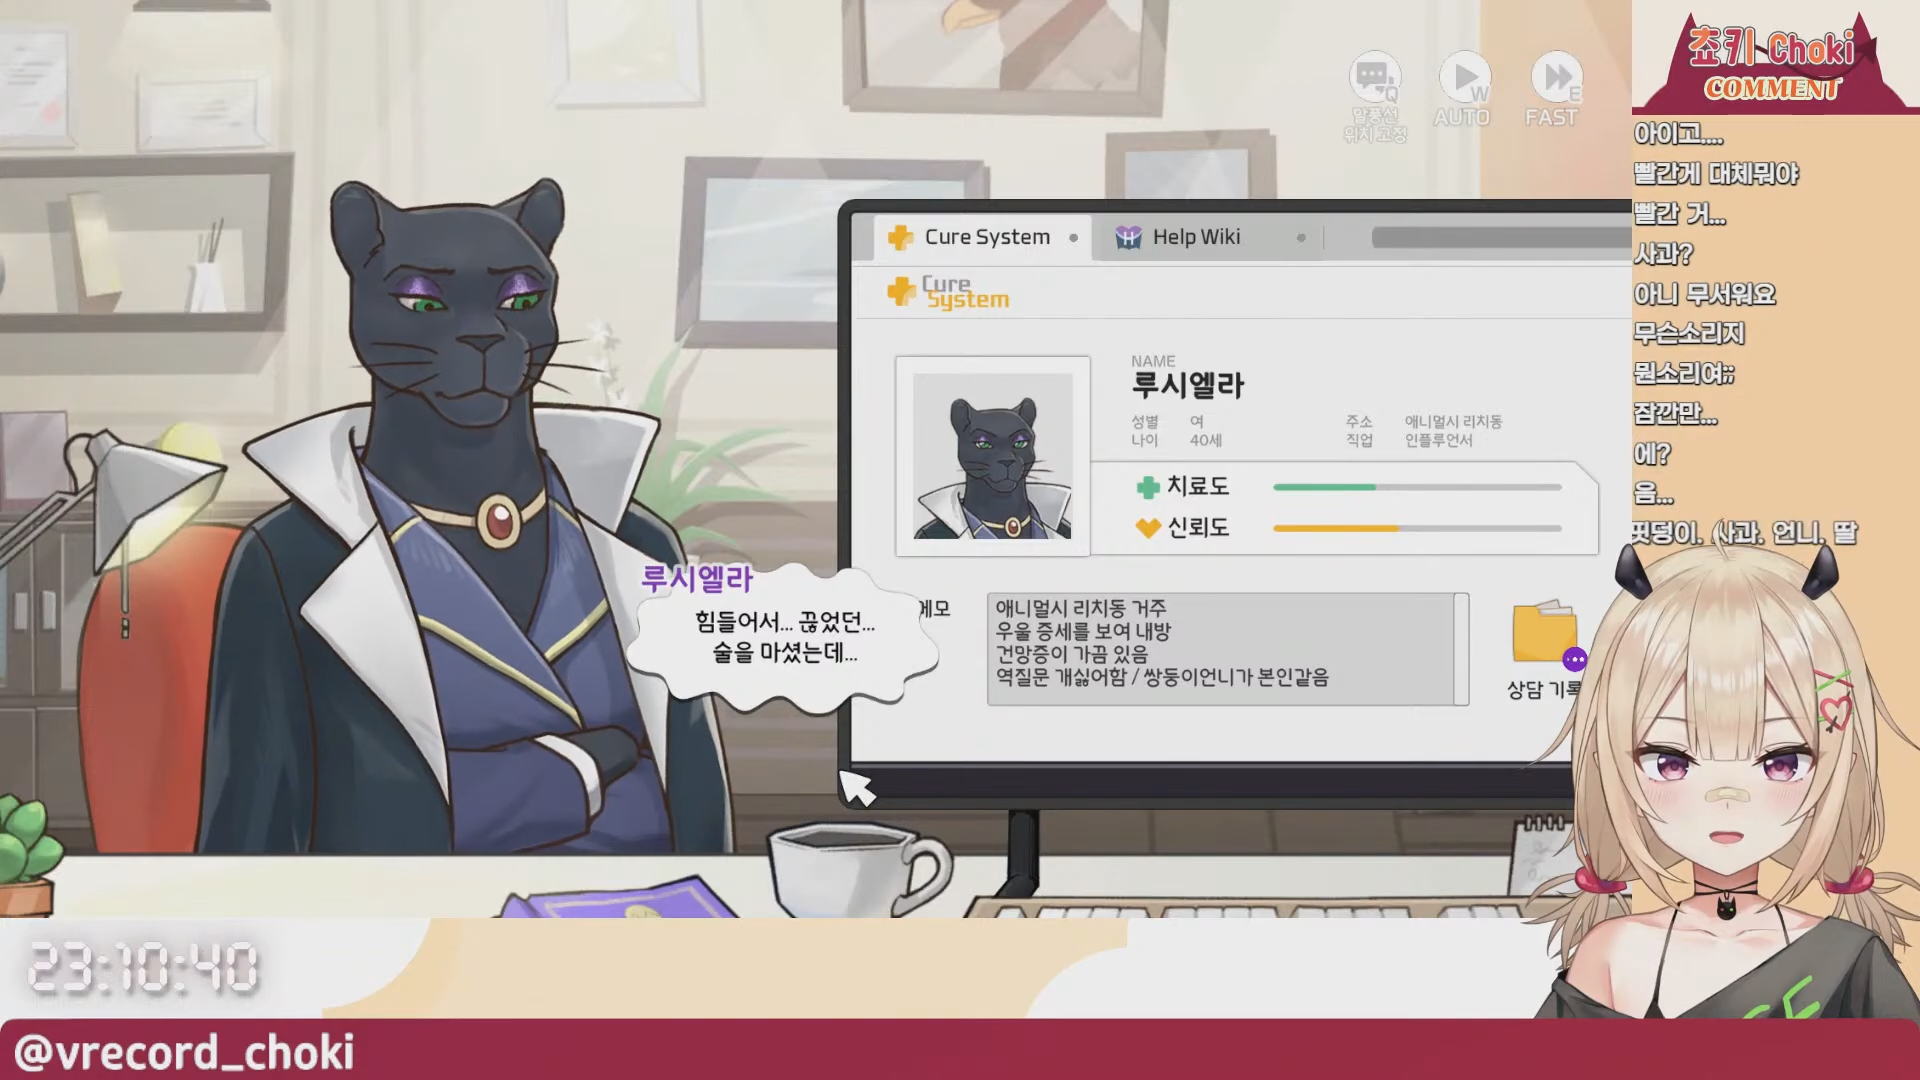 말풍선
위치 고정
Q
W
AUTO
E
FAST
Cure System
Help Wiki
Cure
System
NAME
루시엘라
성별 여
나이 40세
주소 애니멀시 리치동
직업 인플루언서
치료도
신뢰도
루시엘라
힘들어서... 끊었던...
술을 마셨는데...
메모
애니멀시 리치동 거주
우울 증세를 보여 내방
건망증이 가끔 있음
역질문 개싫어함 / 쌍둥이언니가 본인같음
상담 기록
쵸키 Choki
COMMENT
아이고....
빨간게 대체뭐야
빨간 거...
사과?
아니 무서워요
무슨소리지
뭔소리여;;
잠깐만...
에?
음...
핏덩이. 사과. 언니. 딸
23:10:40
@vrecord_choki